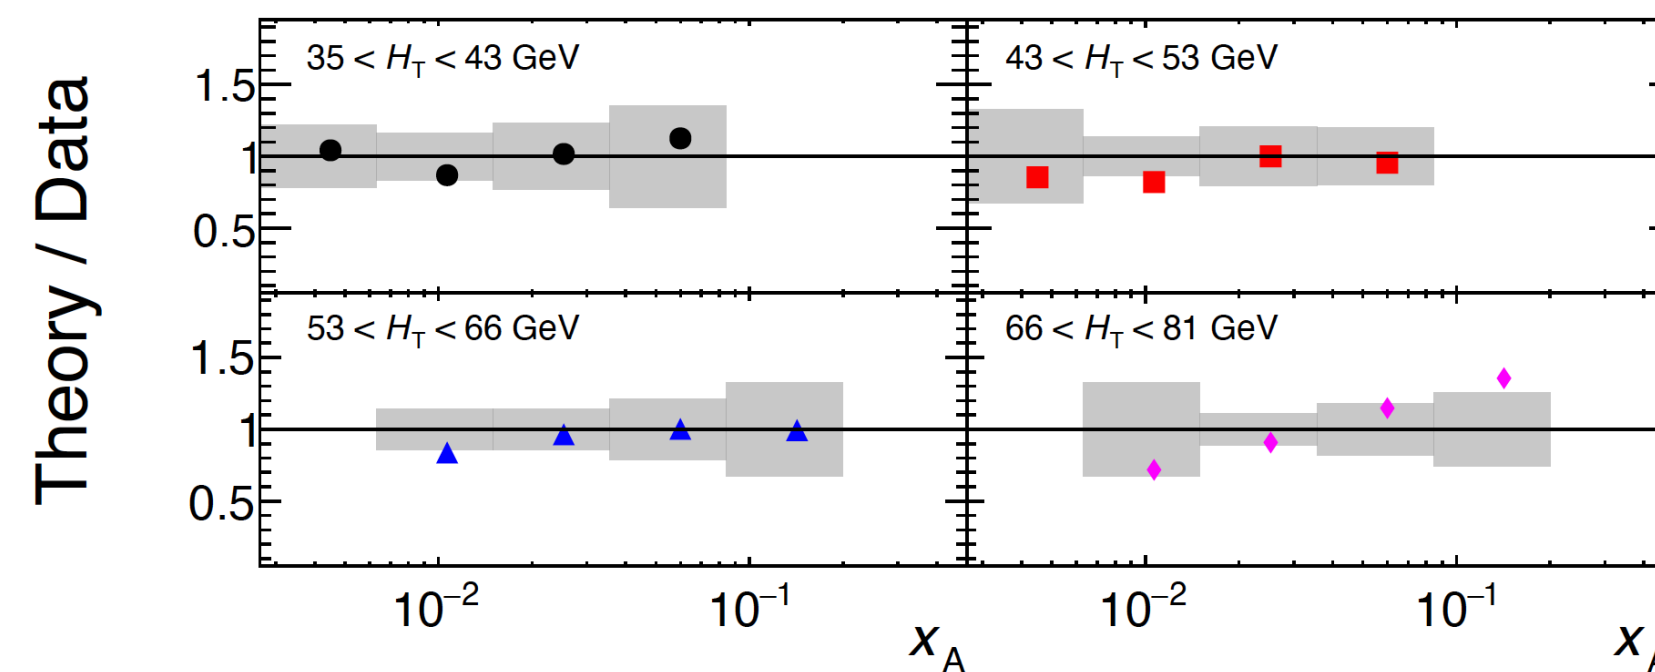 Theory / Data
35 < H_T < 43 GeV
43 < H_T < 53 GeV
1.5
1
0.5
53 < H_T < 66 GeV
66 < H_T < 81 GeV
1.5
1
0.5
10⁻² 10⁻¹ 10⁻² 10⁻¹
x_A x_A